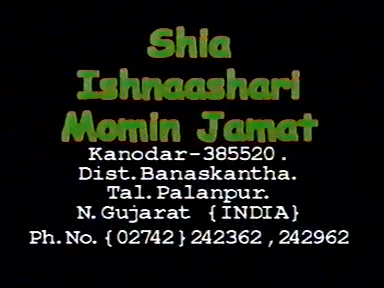 Shia
Ishnaashari
Momin Jamat
Kanodar-385520.
Dist.Banaskantha.
Tal.Palanpur.
N.Gujarat {INDIA}
Ph.No.{02742}242362,242962